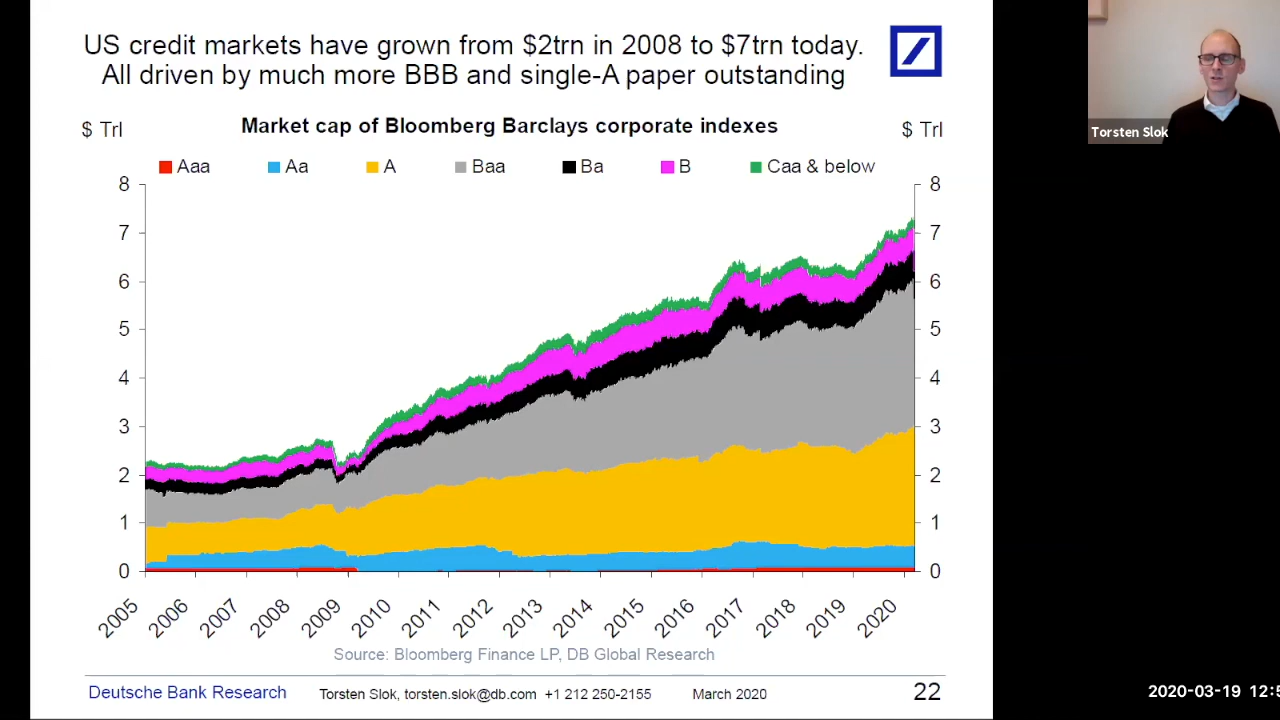 US credit markets have grown from $2trn in 2008 to $7trn today.
All driven by much more BBB and single-A paper outstanding
$ Trl
Market cap of Bloomberg Barclays corporate indexes
$ Trl
Aaa Aa A Baa Ba B Caa & below
8 8
7 7
6 6
5 5
4 4
3 3
2 2
1 1
0 0
2005 2006 2007 2008 2009 2010 2011 2012 2013 2014 2015 2016 2017 2018 2019 2020
Source: Bloomberg Finance LP, DB Global Research
Deutsche Bank Research Torsten Slok, torsten.slok@db.com +1 212 250-2155 March 2020 22
Torsten Slok
2020-03-19 12:5